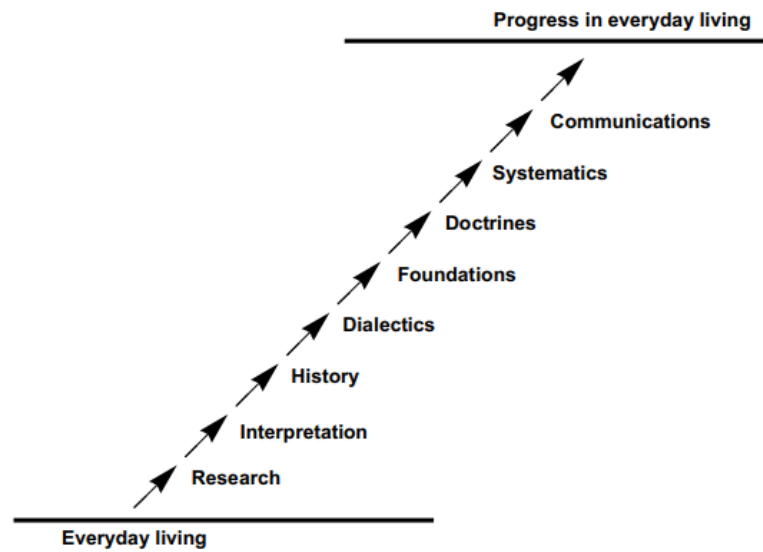 Progress in everyday living
Communications
Systematics
Doctrines
Foundations
Dialectics
History
Interpretation
Research
Everyday living